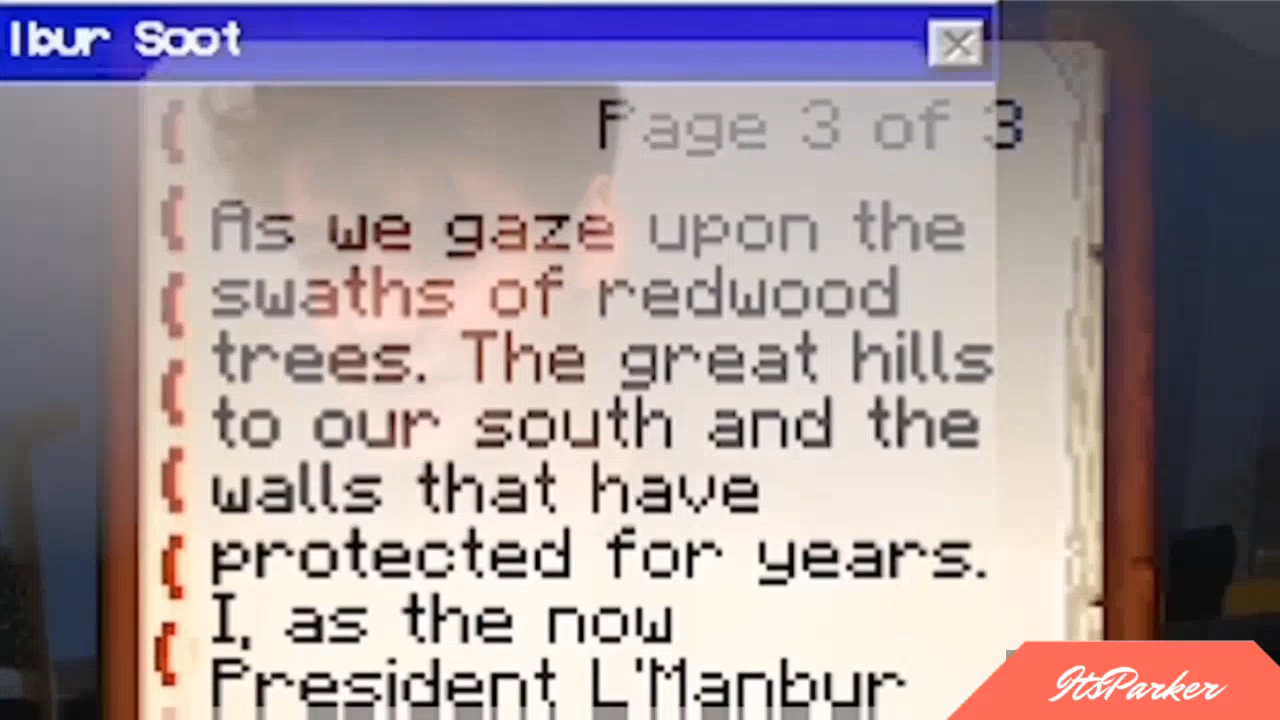 lbur Soot
Page 3 of 3
As we gaze upon the
swaths of redwood
trees. The great hills
to our south and the
walls that have
protected for years.
I, as the now
President L'Manbur
ItsParker